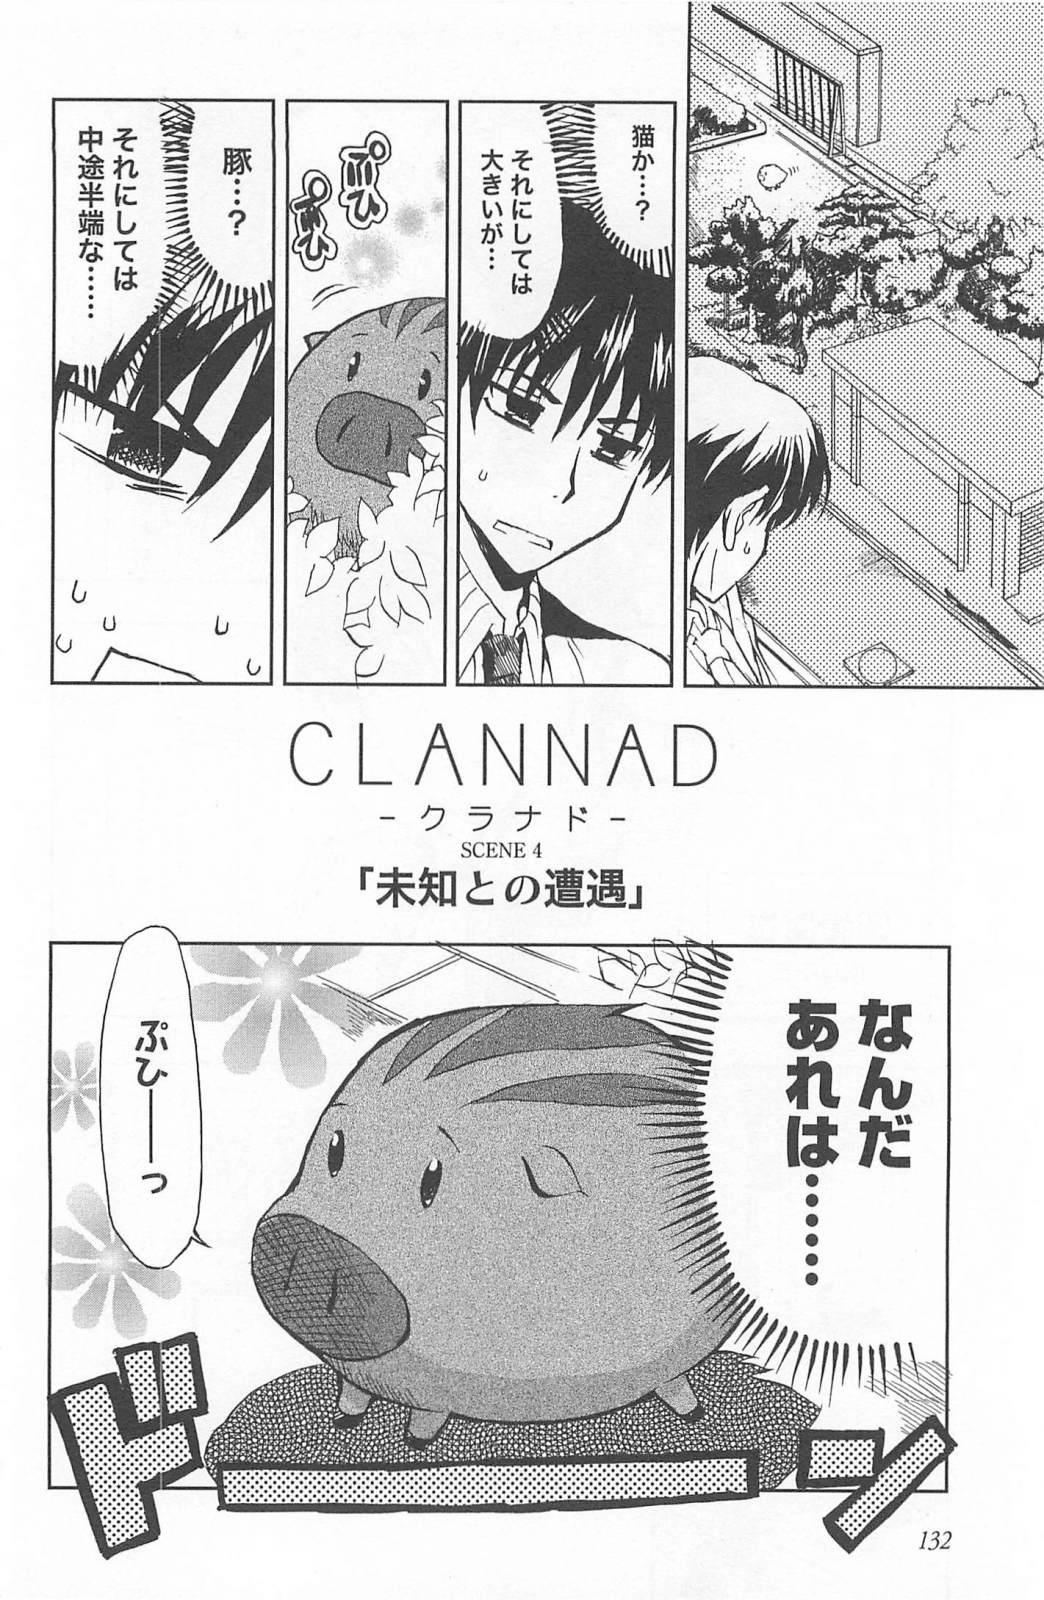 猫か…?
それにしては
大きいが…
ぷひ
ぷひ
豚…?
それにしては
中途半端な……
CLANNAD
-クラナド-
SCENE 4
「未知との遭遇」
なんだ
あれは……
ぷひーっ
ドーン
132